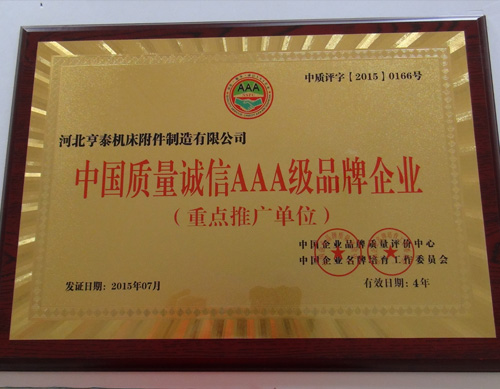 中质评字【2015】0166号
AAA
河北亨泰机床附件制造有限公司
中国质量诚信AAA级品牌企业
（重点推广单位）
中国企业品牌质量评价中心
中国企业名牌培育工作委员会
发证日期：2015年07月
有效日期：4年